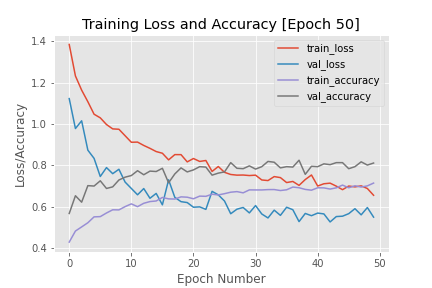 Training Loss and Accuracy [Epoch 50]
1.4
1.2
1.0
0.8
0.6
0.4
Loss/Accuracy
train_loss
val_loss
train_accuracy
val_accuracy
0 10 20 30 40 50
Epoch Number